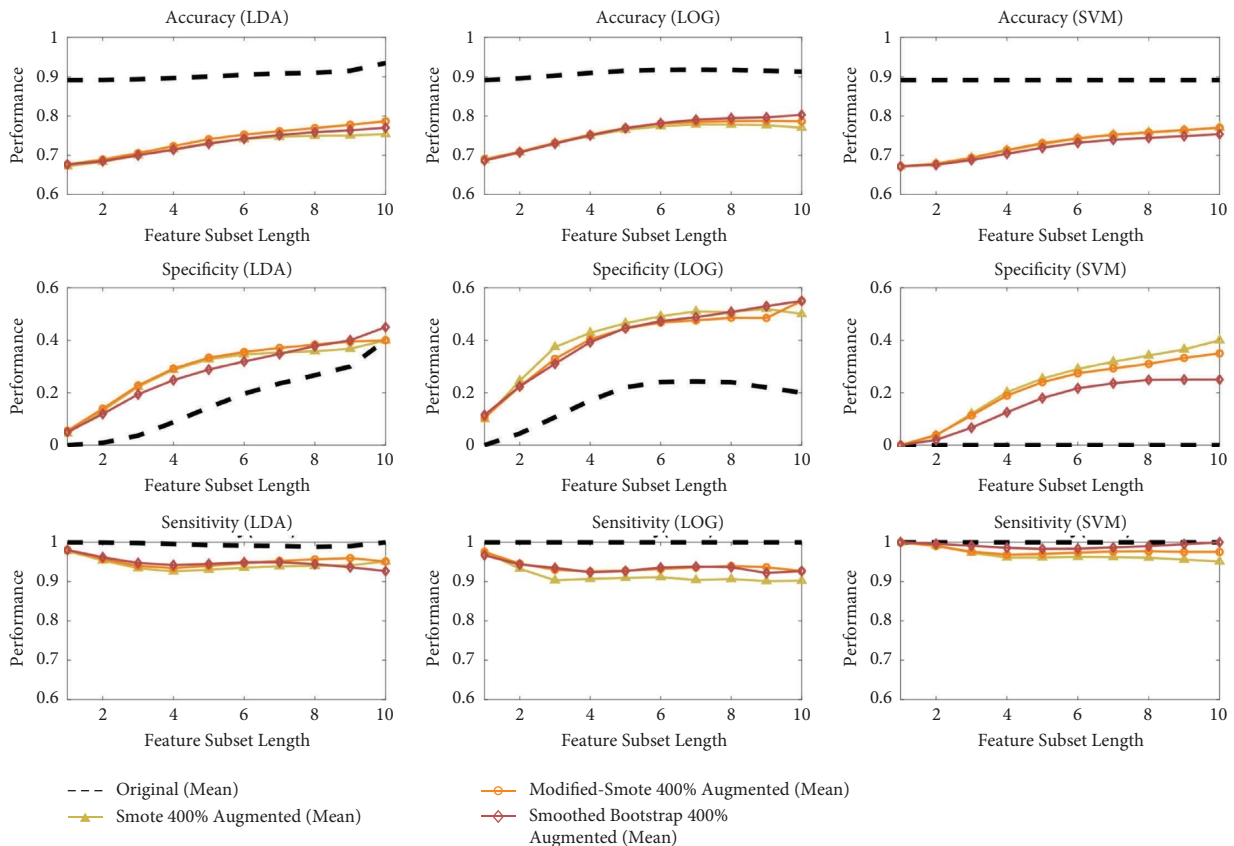 Accuracy (LDA)
Accuracy (LOG)
Accuracy (SVM)
1
0.9
0.8
0.7
0.6
Performance
2 4 6 8 10
Feature Subset Length
1
0.9
0.8
0.7
0.6
Performance
2 4 6 8 10
Feature Subset Length
1
0.9
0.8
0.7
0.6
Performance
2 4 6 8 10
Feature Subset Length
Specificity (LDA)
Specificity (LOG)
Specificity (SVM)
0.6
0.4
0.2
0
Performance
2 4 6 8 10
Feature Subset Length
0.6
0.4
0.2
0
Performance
2 4 6 8 10
Feature Subset Length
0.6
0.4
0.2
0
Performance
2 4 6 8 10
Feature Subset Length
Sensitivity (LDA)
Sensitivity (LOG)
Sensitivity (SVM)
1
0.9
0.8
0.7
0.6
Performance
2 4 6 8 10
Feature Subset Length
1
0.9
0.8
0.7
0.6
Performance
2 4 6 8 10
Feature Subset Length
1
0.9
0.8
0.7
0.6
Performance
2 4 6 8 10
Feature Subset Length
Original (Mean)
Smote 400% Augmented (Mean)
Modified-Smote 400% Augmented (Mean)
Smoothed Bootstrap 400%
Augmented (Mean)